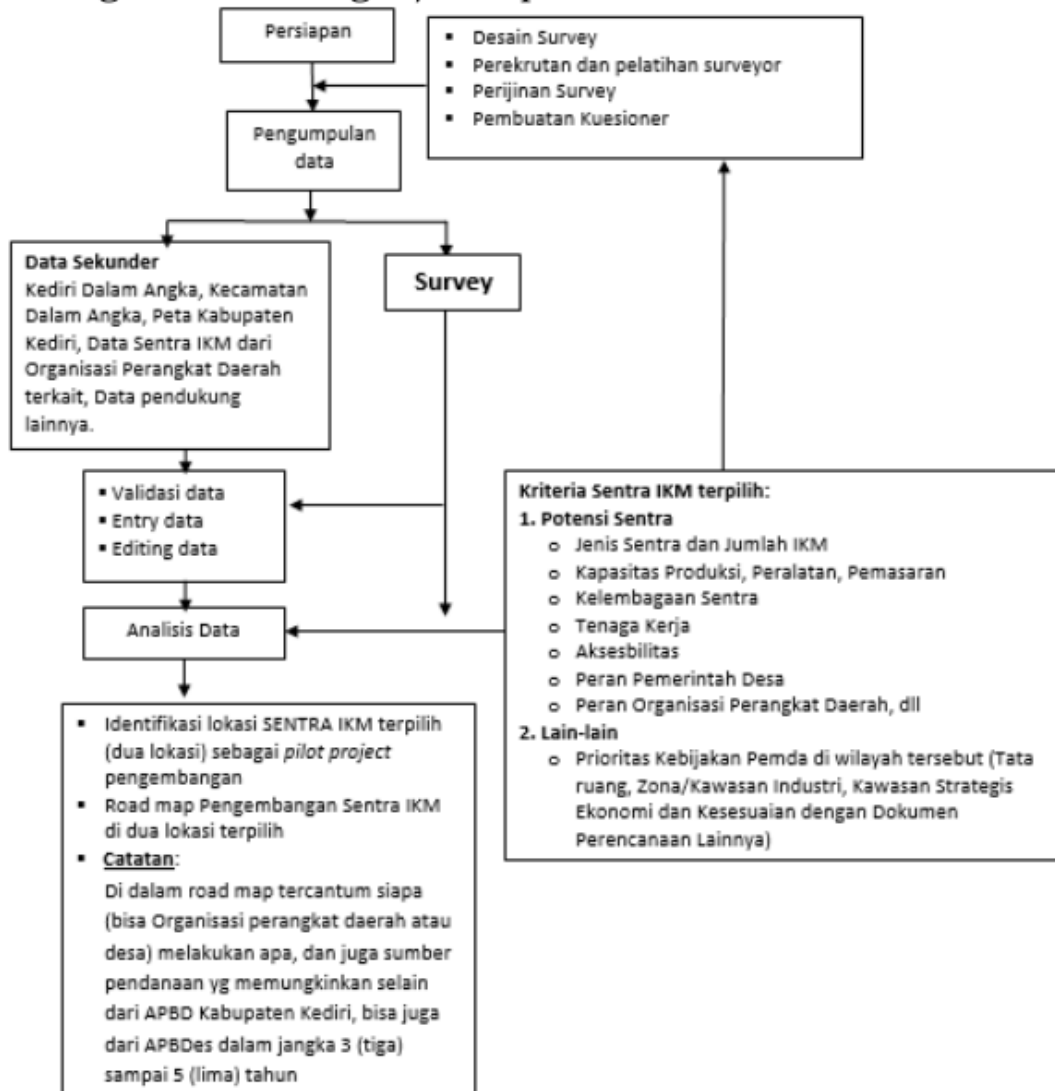 Persiapan
▪ Desain Survey
▪ Perekrutan dan pelatihan surveyor
▪ Perijinan Survey
▪ Pembuatan Kuesioner
Pengumpulan
data
Data Sekunder
Kediri Dalam Angka, Kecamatan
Dalam Angka, Peta Kabupaten
Kediri, Data Sentra IKM dari
Organisasi Perangkat Daerah
terkait, Data pendukung
lainnya.
Survey
▪ Validasi data
▪ Entry data
▪ Editing data
Analisis Data
Kriteria Sentra IKM terpilih:
1. Potensi Sentra
o Jenis Sentra dan Jumlah IKM
o Kapasitas Produksi, Peralatan, Pemasaran
o Kelembagaan Sentra
o Tenaga Kerja
o Aksesbilitas
o Peran Pemerintah Desa
o Peran Organisasi Perangkat Daerah, dll
2. Lain-lain
o Prioritas Kebijakan Pemda di wilayah tersebut (Tata
ruang, Zona/Kawasan Industri, Kawasan Strategis
Ekonomi dan Kesesuaian dengan Dokumen
Perencanaan Lainnya)
▪ Identifikasi lokasi SENTRA IKM terpilih
(dua lokasi) sebagai pilot project
pengembangan
▪ Road map Pengembangan Sentra IKM
di dua lokasi terpilih
▪ Catatan:
Di dalam road map tercantum siapa
(bisa Organisasi perangkat daerah atau
desa) melakukan apa, dan juga sumber
pendanaan yg memungkinkan selain
dari APBD Kabupaten Kediri, bisa juga
dari APBDes dalam jangka 3 (tiga)
sampai 5 (lima) tahun